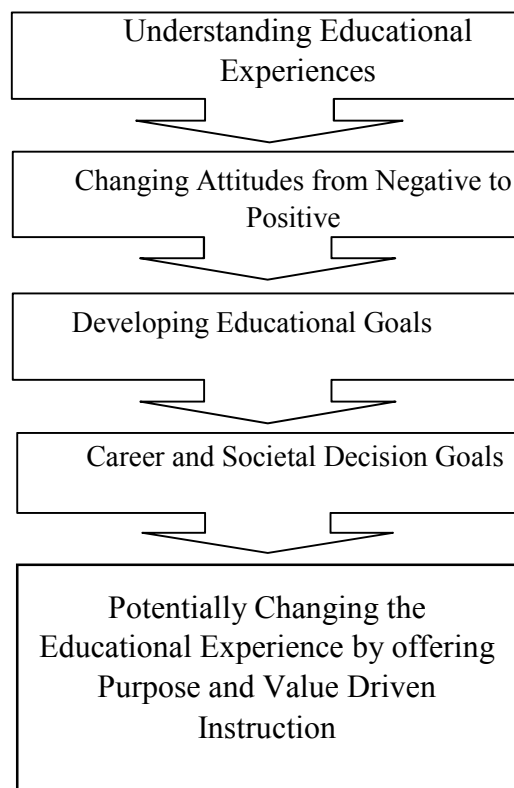 Understanding Educational
Experiences
Changing Attitudes from Negative to
Positive
Developing Educational Goals
Career and Societal Decision Goals
Potentially Changing the
Educational Experience by offering
Purpose and Value Driven
Instruction